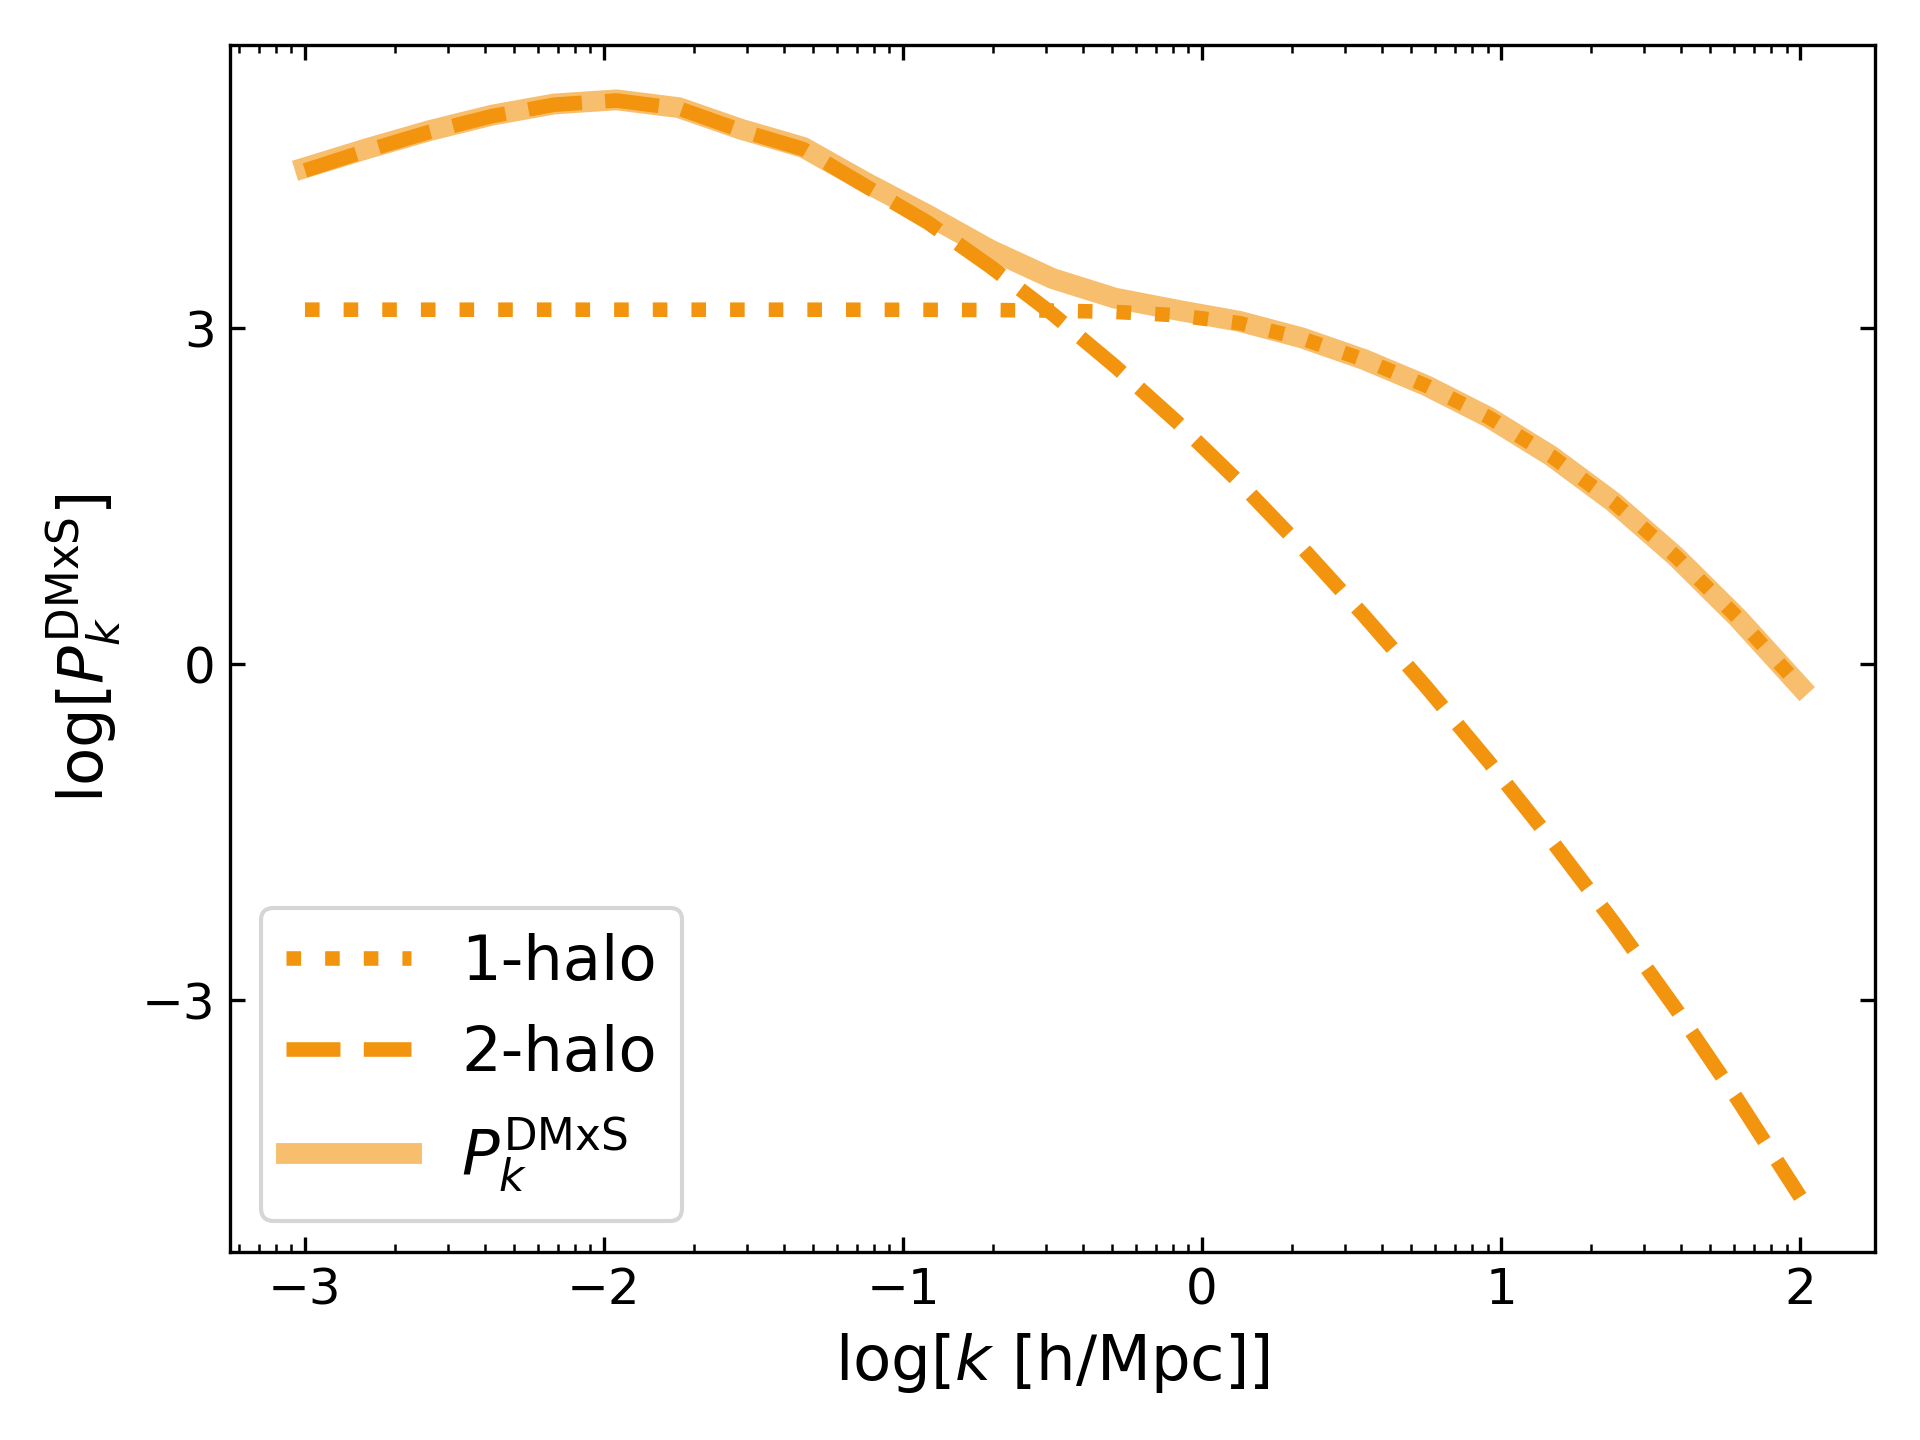 log[P_k^DMxS]
3
0
−3
1-halo
2-halo
P_k^DMxS
−3 −2 −1 0 1 2
log[k [h/Mpc]]